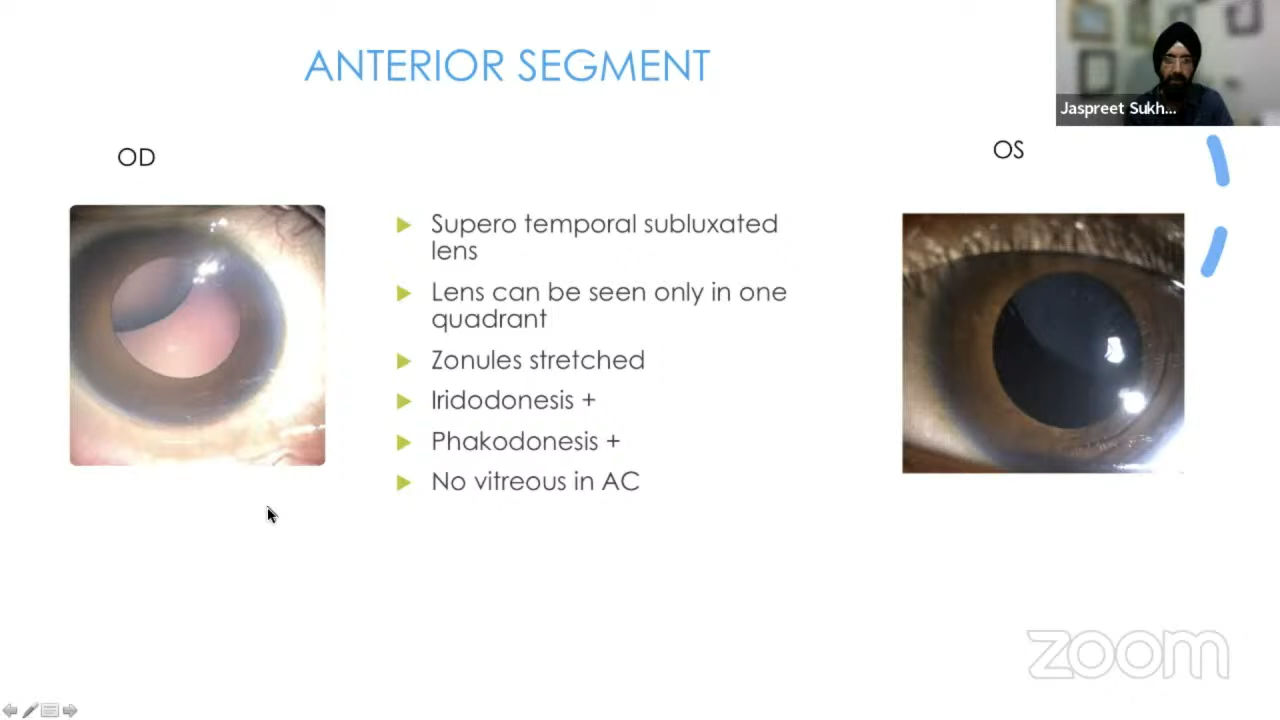 ANTERIOR SEGMENT
Jaspreet Sukh...
OD
OS
Supero temporal subluxated
lens
Lens can be seen only in one
quadrant
Zonules stretched
Iridodonesis +
Phakodonesis +
No vitreous in AC
zoom